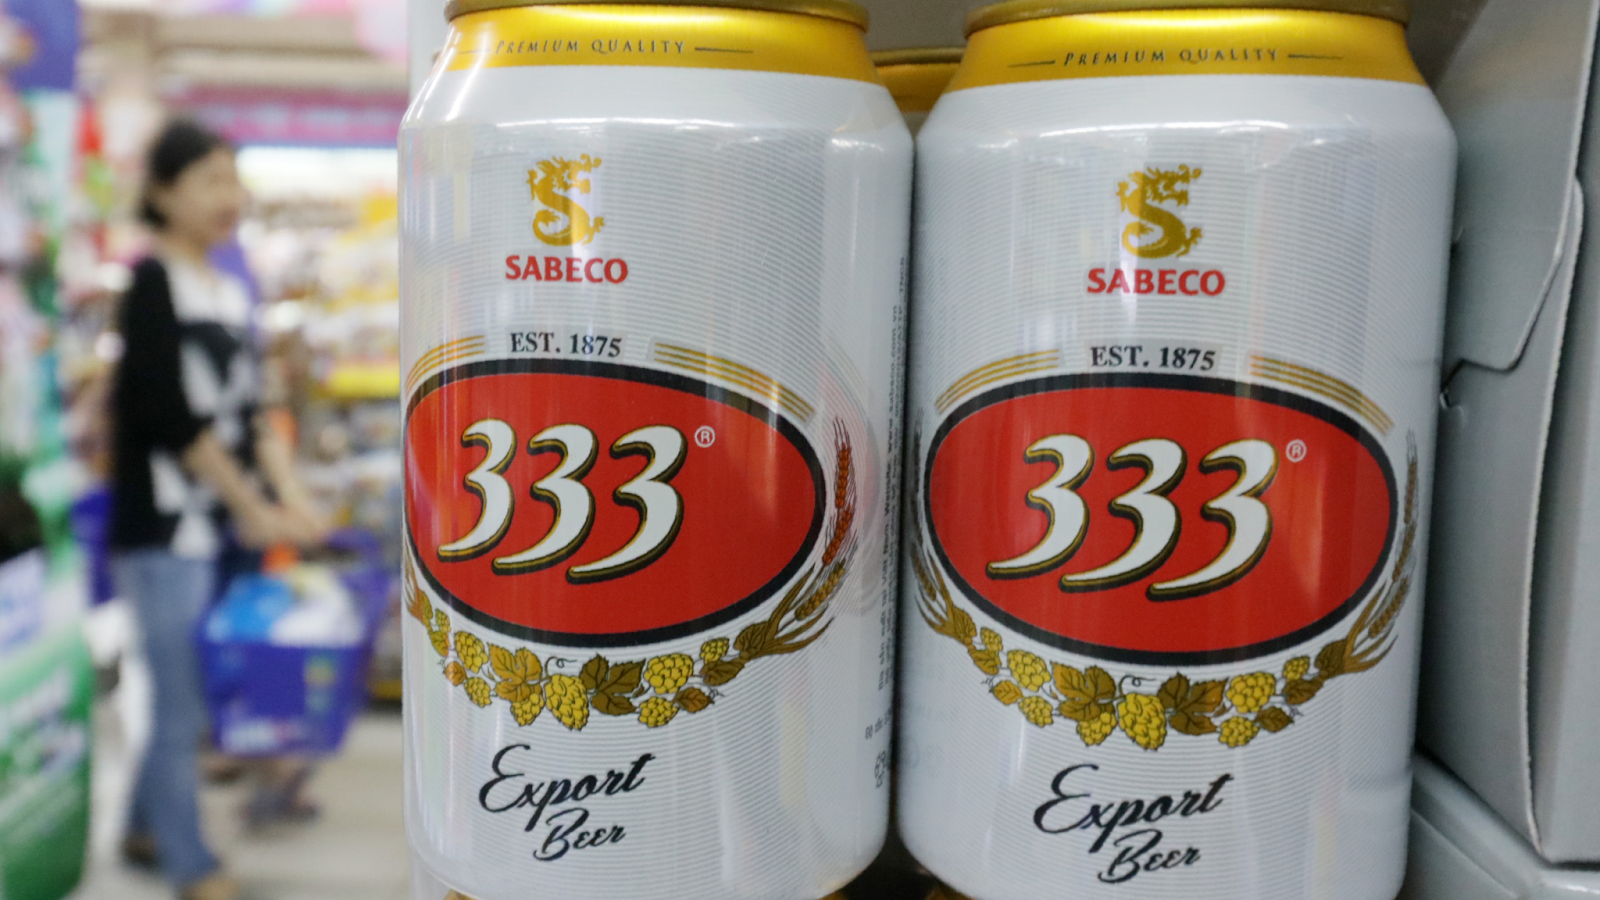 PREMIUM QUALITY
SABECO
EST. 1875
333®
Export
Beer
PREMIUM QUALITY
SABECO
EST. 1875
333®
Export
Beer